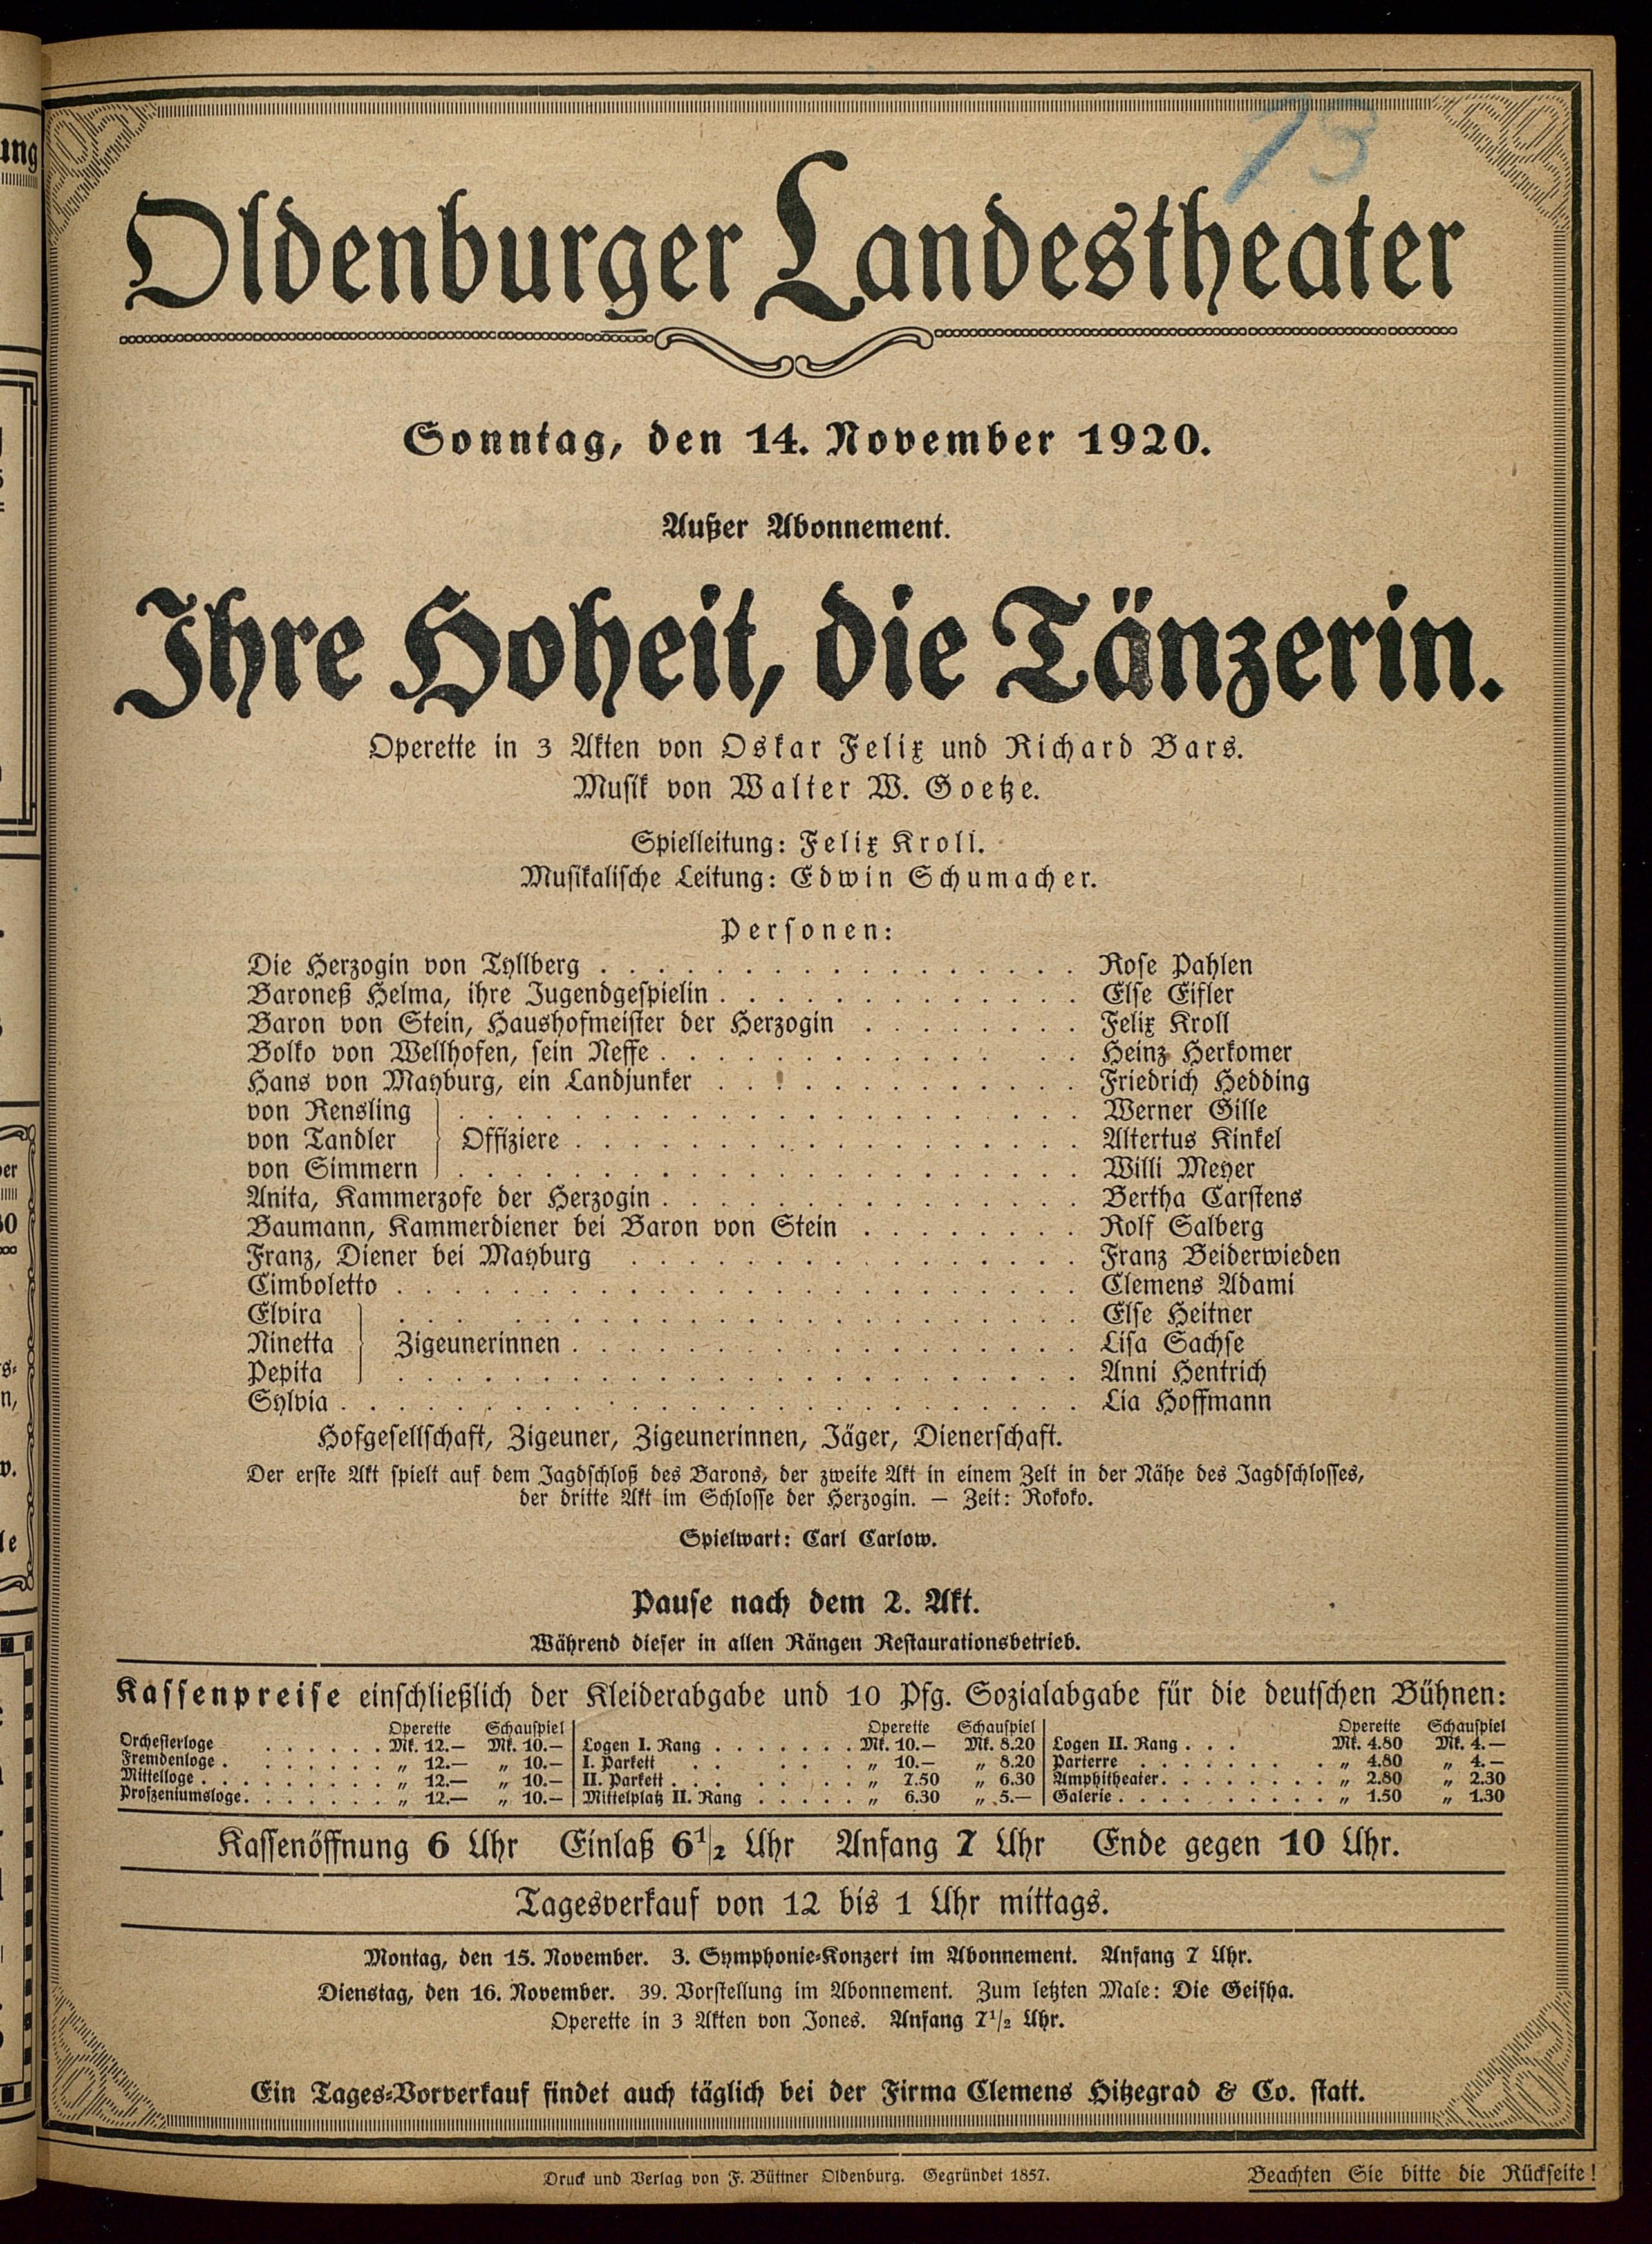 73
Oldenburger Landestheater
Sonntag, den 14. November 1920.
Außer Abonnement.
Ihre Hoheit, die Tänzerin.
Operette in 3 Akten von Oskar Felix und Richard Bars.
Musik von Walter W. Goetze.
Spielleitung: Felix Kroll.
Musikalische Leitung: Edwin Schumacher.
Personen:
Die Herzogin von Tyllberg . . . . . . . . . . . . . . . . . Rose Pahlen
Baroneß Helma, ihre Jugendgespielin . . . . . . . . . . . . . Else Eifler
Baron von Stein, Haushofmeister der Herzogin . . . . . . . . Felix Kroll
Bolko von Wellhofen, sein Neffe . . . . . . . . . . . . . . Heinz Herkomer
Hans von Mayburg, ein Landjunker . . . . . . . . . . . . . Friedrich Hedding
von Rensling . . . . . . . . . . . . . . . . . . . . . . Werner Gille
von Tandler } Offiziere . . . . . . . . . . . . . . . . . . Altertus Kinkel
von Simmern . . . . . . . . . . . . . . . . . . . . . . Willi Meyer
Anita, Kammerzofe der Herzogin . . . . . . . . . . . . . . . Bertha Carstens
Baumann, Kammerdiener bei Baron von Stein . . . . . . . . Rolf Salberg
Franz, Diener bei Mayburg . . . . . . . . . . . . . . . . Franz Beiderwieden
Cimboletto . . . . . . . . . . . . . . . . . . . . . . . . Clemens Adami
Elvira . . . . . . . . . . . . . . . . . . . . . . . . Else Heitner
Ninetta } Zigeunerinnen . . . . . . . . . . . . . . . . . . Lisa Sachse
Pepita . . . . . . . . . . . . . . . . . . . . . . . . Anni Hentrich
Sylvia . . . . . . . . . . . . . . . . . . . . . . . . . . Lia Hoffmann
Hofgesellschaft, Zigeuner, Zigeunerinnen, Jäger, Dienerschaft.
Der erste Akt spielt auf dem Jagdschloß des Barons, der zweite Akt in einem Zelt in der Nähe des Jagdschlosses,
der dritte Akt im Schlosse der Herzogin. — Zeit: Rokoko.
Spielwart: Carl Carlow.
Pause nach dem 2. Akt.
Während dieser in allen Rängen Restaurationsbetrieb.
Kassenpreise einschließlich der Kleiderabgabe und 10 Pfg. Sozialabgabe für die deutschen Bühnen:
Operette Schauspiel
Orchesterloge . . . . . . Mk. 12.— Mk. 10.—
Fremdenloge . . . . . . . „ 12.— „ 10.—
Mittelloge . . . . . . . . . „ 12.— „ 10.—
Proszeniumsloge . . . . . . . „ 12.— „ 10.—
Operette Schauspiel
Logen I. Rang . . . . . . . Mk. 10.— Mk. 8.20
I. Parkett . . . . . . „ 10.— „ 8.20
II. Parkett . . . . . . . . „ 7.50 „ 6.30
Mittelplatz II. Rang . . . . . „ 6.30 „ 5.—
Operette Schauspiel
Logen II. Rang . . . Mk. 4.80 Mk. 4.—
Parterre . . . . . . . . . „ 4.80 „ 4.—
Amphitheater . . . . . . . . „ 2.80 „ 2.30
Galerie . . . . . . . . . . „ 1.50 „ 1.30
Kassenöffnung 6 Uhr Einlaß 6 1/2 Uhr Anfang 7 Uhr Ende gegen 10 Uhr.
Tagesverkauf von 12 bis 1 Uhr mittags.
Montag, den 15. November. 3. Symphonie=Konzert im Abonnement. Anfang 7 Uhr.
Dienstag, den 16. November. 39. Vorstellung im Abonnement. Zum letzten Male: Die Geisha.
Operette in 3 Akten von Jones. Anfang 7 1/2 Uhr.
Ein Tages=Vorverkauf findet auch täglich bei der Firma Clemens Hitzegrad & Co. statt.
Druck und Verlag von F. Büttner Oldenburg. Gegründet 1857.
Beachten Sie bitte die Rückseite!